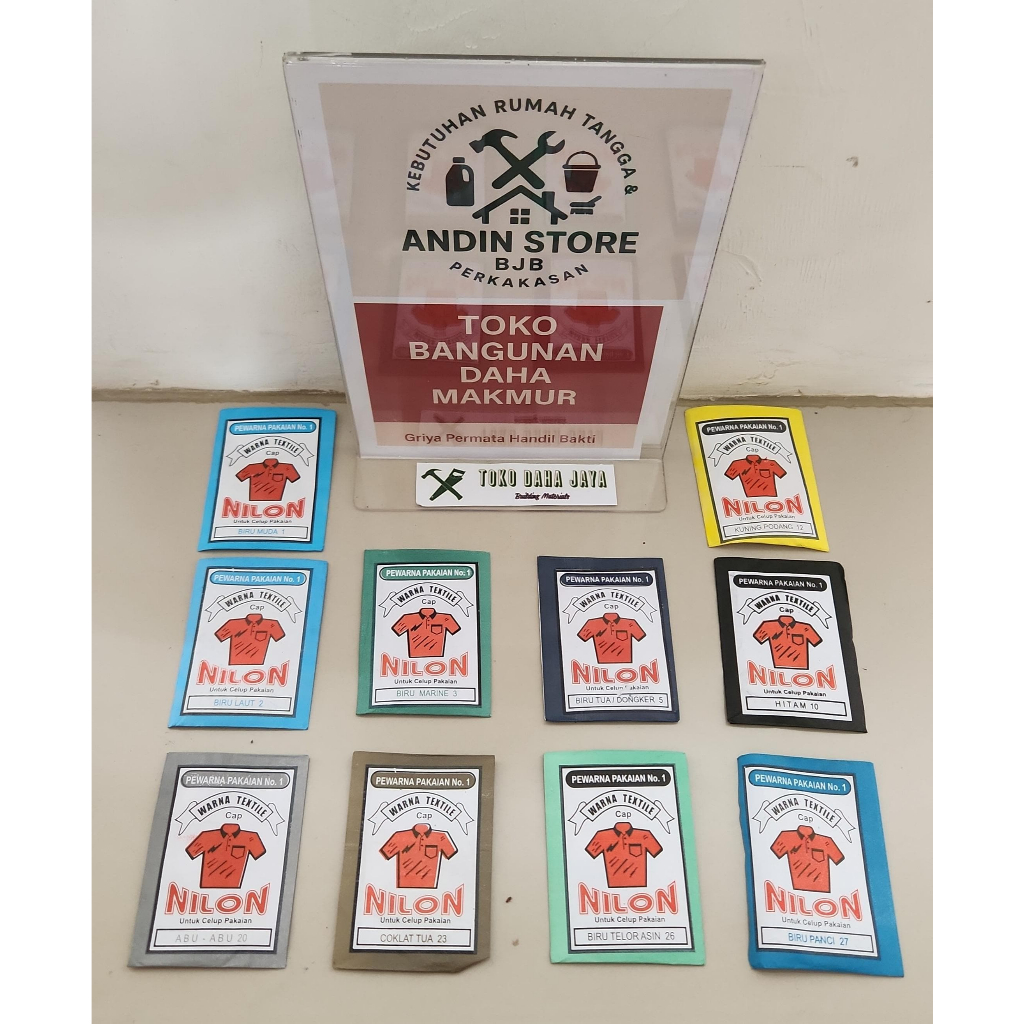 KEBUTUHAN RUMAH TANGGA &
ANDIN STORE
BJB
PERKAKASAN
TOKO
BANGUNAN
DAHA
MAKMUR
Griya Permata Handil Bakti
TOKO DAHA JAYA
Building Materials
PEWARNA PAKAIAN No. 1
WARNA TEXTILE
Cap
NILON
Untuk Celup Pakaian
BIRU MUDA 1
PEWARNA PAKAIAN No. 1
WARNA TEXTILE
Cap
NILON
Untuk Celup Pakaian
KUNING PODANG 12
PEWARNA PAKAIAN No. 1
WARNA TEXTILE
Cap
NILON
Untuk Celup Pakaian
BIRU LAUT 2
PEWARNA PAKAIAN No. 1
WARNA TEXTILE
Cap
NILON
Untuk Celup Pakaian
BIRU MARINE 3
PEWARNA PAKAIAN No. 1
WARNA TEXTILE
Cap
NILON
Untuk Celup Pakaian
BIRU TUA / DONGKER 5
PEWARNA PAKAIAN No. 1
WARNA TEXTILE
Cap
NILON
Untuk Celup Pakaian
HITAM 10
PEWARNA PAKAIAN No. 1
WARNA TEXTILE
Cap
NILON
Untuk Celup Pakaian
ABU - ABU 20
PEWARNA PAKAIAN No. 1
WARNA TEXTILE
Cap
NILON
Untuk Celup Pakaian
COKLAT TUA 23
PEWARNA PAKAIAN No. 1
WARNA TEXTILE
Cap
NILON
Untuk Celup Pakaian
BIRU TELOR ASIN 26
PEWARNA PAKAIAN No. 1
WARNA TEXTILE
Cap
NILON
Untuk Celup Pakaian
BIRU PANCI 27